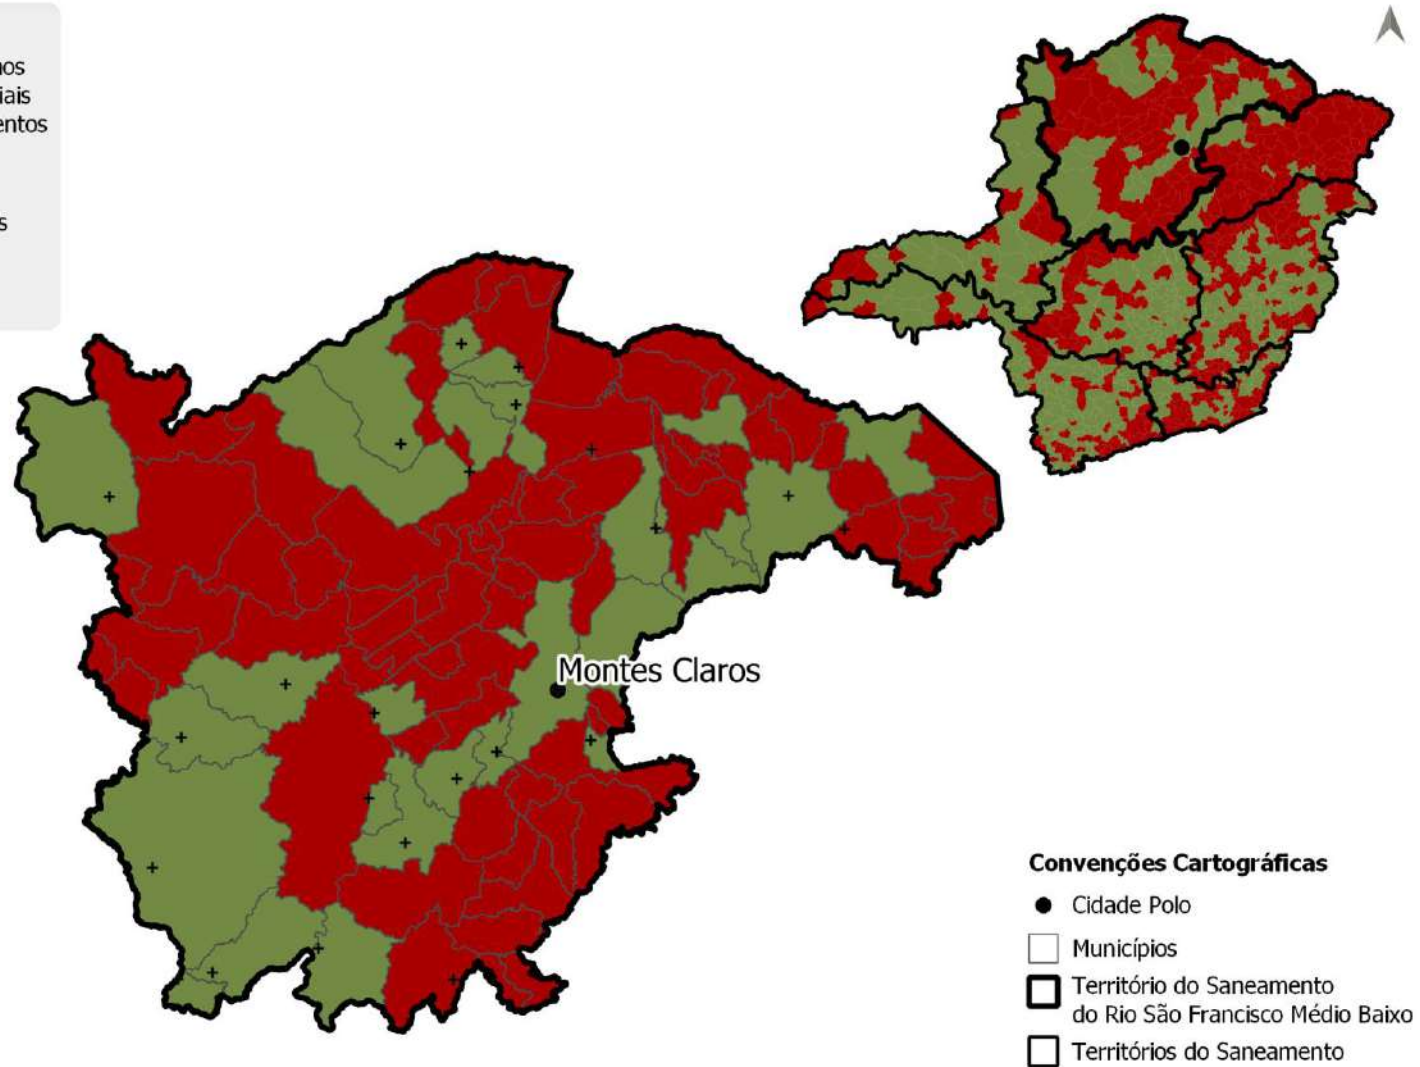 Montes Claros
Convenções Cartográficas
Cidade Polo
Municípios
Território do Saneamento
do Rio São Francisco Médio Baixo
Territórios do Saneamento